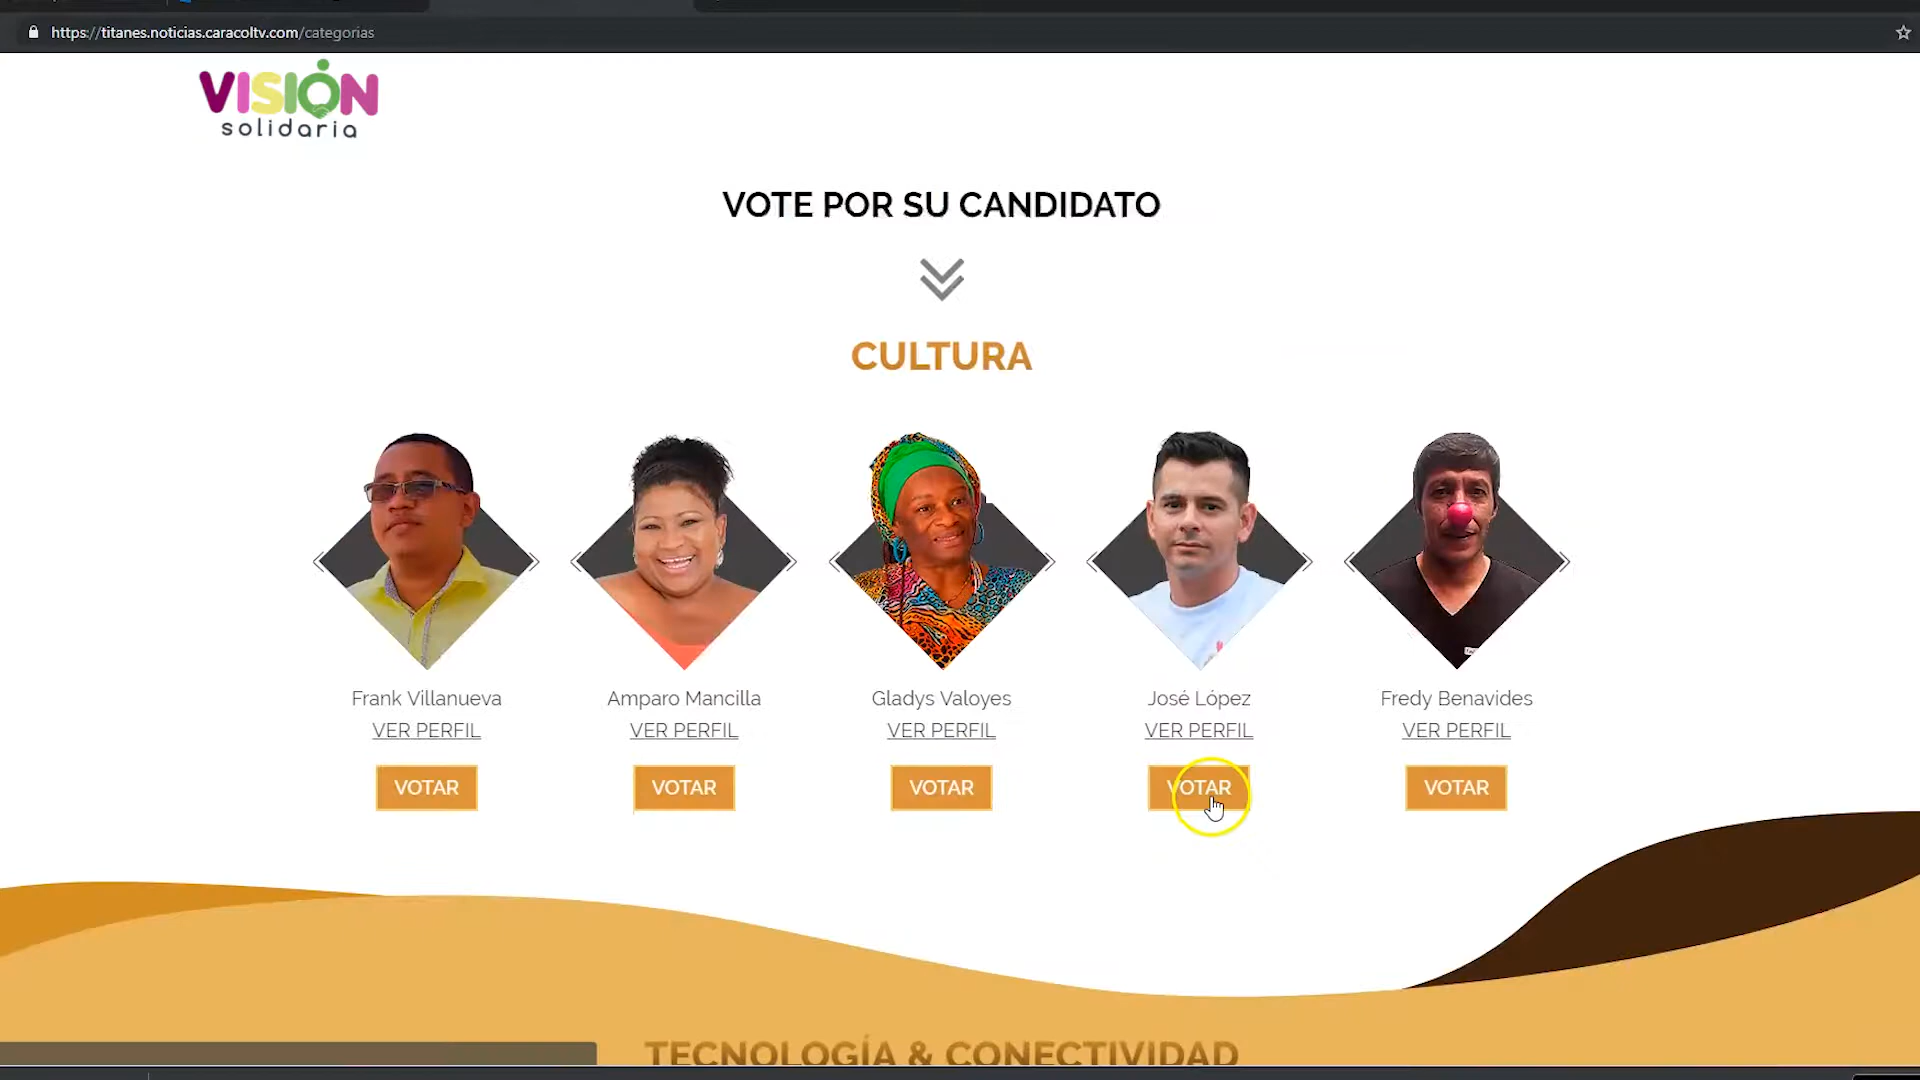 https://titanes.noticias.caracoltv.com/categorias
VISIÓN
solidaria
VOTE POR SU CANDIDATO
CULTURA
Frank Villanueva
VER PERFIL
VOTAR
Amparo Mancilla
VER PERFIL
VOTAR
Gladys Valoyes
VER PERFIL
VOTAR
José López
VER PERFIL
VOTAR
Fredy Benavides
VER PERFIL
VOTAR
TECNOLOGÍA & CONECTIVIDAD